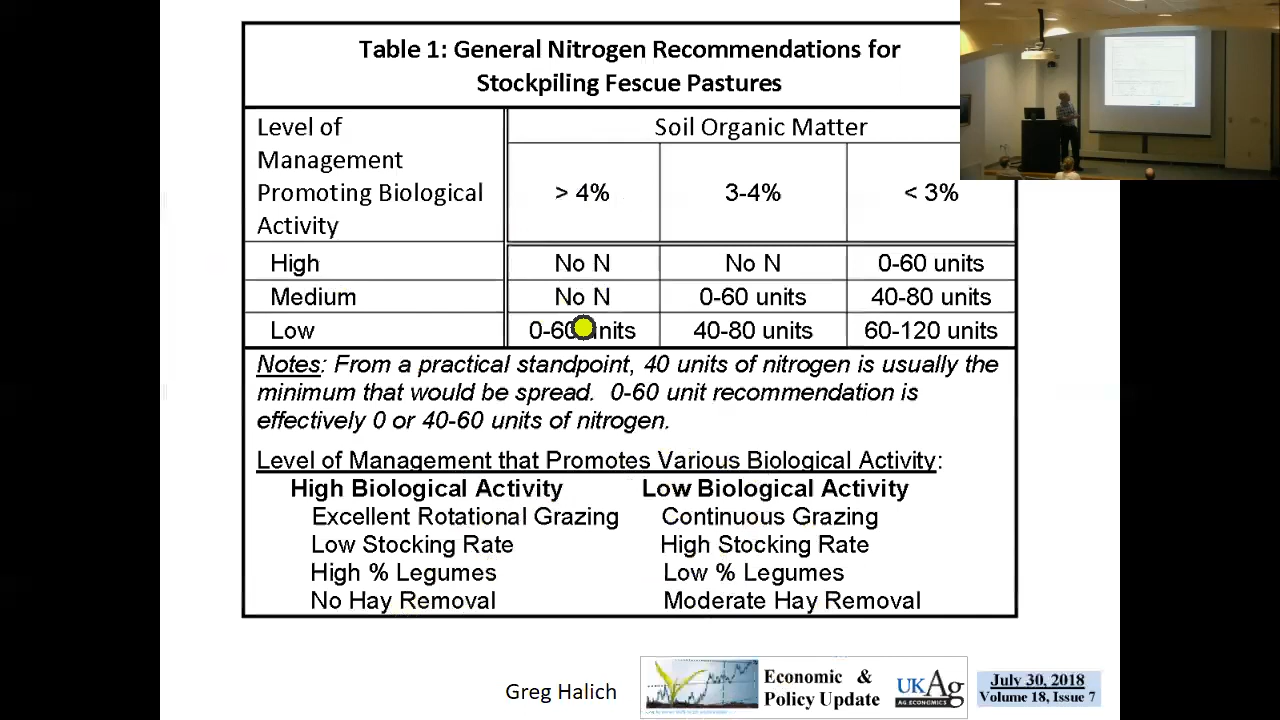 Table 1: General Nitrogen Recommendations for
Stockpiling Fescue Pastures
Level of
Management
Promoting Biological
Activity
Soil Organic Matter
> 4% 3-4% < 3%
High No N No N 0-60 units
Medium No N 0-60 units 40-80 units
Low 0-60 units 40-80 units 60-120 units
Notes: From a practical standpoint, 40 units of nitrogen is usually the
minimum that would be spread. 0-60 unit recommendation is
effectively 0 or 40-60 units of nitrogen.
Level of Management that Promotes Various Biological Activity:
High Biological Activity Low Biological Activity
Excellent Rotational Grazing Continuous Grazing
Low Stocking Rate High Stocking Rate
High % Legumes Low % Legumes
No Hay Removal Moderate Hay Removal
Greg Halich
Economic &
Policy Update
UKAg
AG ECONOMICS
July 30, 2018
Volume 18, Issue 7